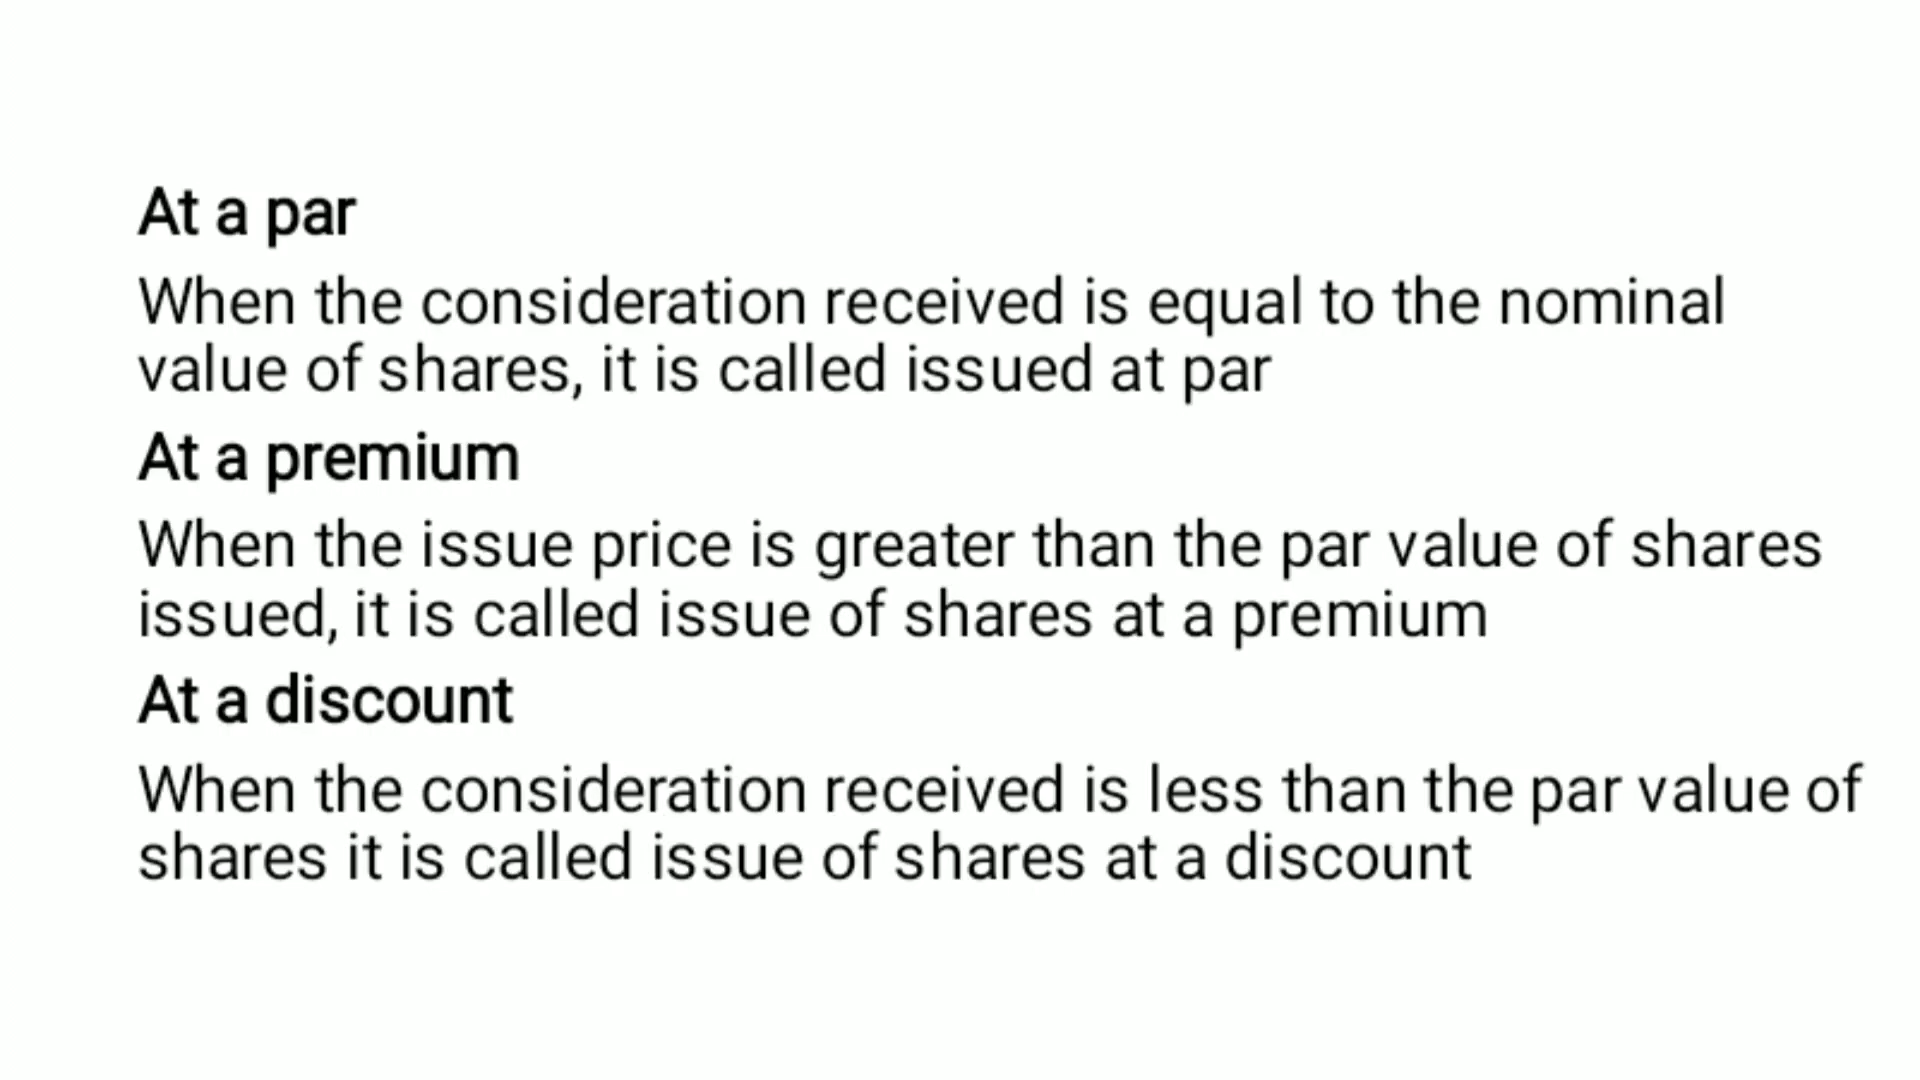 At a par
When the consideration received is equal to the nominal
value of shares, it is called issued at par
At a premium
When the issue price is greater than the par value of shares
issued, it is called issue of shares at a premium
At a discount
When the consideration received is less than the par value of
shares it is called issue of shares at a discount